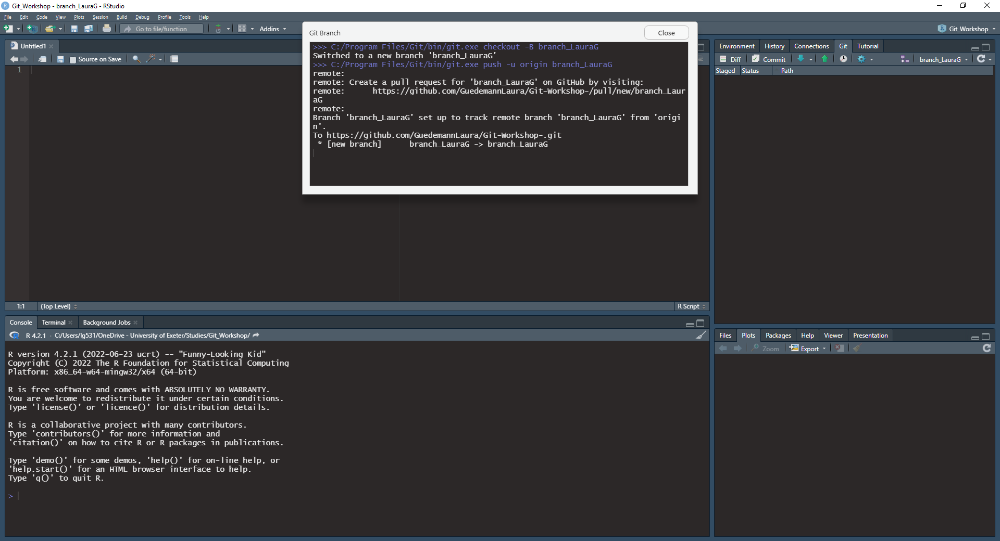 Git_Workshop - branch_LauraG - RStudio
File Edit Code View Plots Session Build Debug Profile Tools Help
Go to file/function
Addins
Git_Workshop
Untitled1
Source on Save
1
1:1
(Top Level)
R Script
Git Branch
Close
>>> C:/Program Files/Git/bin/git.exe checkout -B branch_LauraG
Switched to a new branch 'branch_LauraG'
>>> C:/Program Files/Git/bin/git.exe push -u origin branch_LauraG
remote:
remote: Create a pull request for 'branch_LauraG' on GitHub by visiting:
remote:      https://github.com/GuedemannLaura/Git-Workshop-/pull/new/branch_Laur
aG
remote:
Branch 'branch_LauraG' set up to track remote branch 'branch_LauraG' from 'origi
n'.
To https://github.com/GuedemannLaura/Git-Workshop-.git
 * [new branch]      branch_LauraG -> branch_LauraG
Environment History Connections Git Tutorial
Diff Commit branch_LauraG
Staged Status Path
Console Terminal Background Jobs
R 4.2.1 · C:/Users/lg531/OneDrive - University of Exeter/Studies/Git_Workshop/
R version 4.2.1 (2022-06-23 ucrt) -- "Funny-Looking Kid"
Copyright (C) 2022 The R Foundation for Statistical Computing
Platform: x86_64-w64-mingw32/x64 (64-bit)
R is free software and comes with ABSOLUTELY NO WARRANTY.
You are welcome to redistribute it under certain conditions.
Type 'license()' or 'licence()' for distribution details.
R is a collaborative project with many contributors.
Type 'contributors()' for more information and
'citation()' on how to cite R or R packages in publications.
Type 'demo()' for some demos, 'help()' for on-line help, or
'help.start()' for an HTML browser interface to help.
Type 'q()' to quit R.
>
Files Plots Packages Help Viewer Presentation
Zoom Export